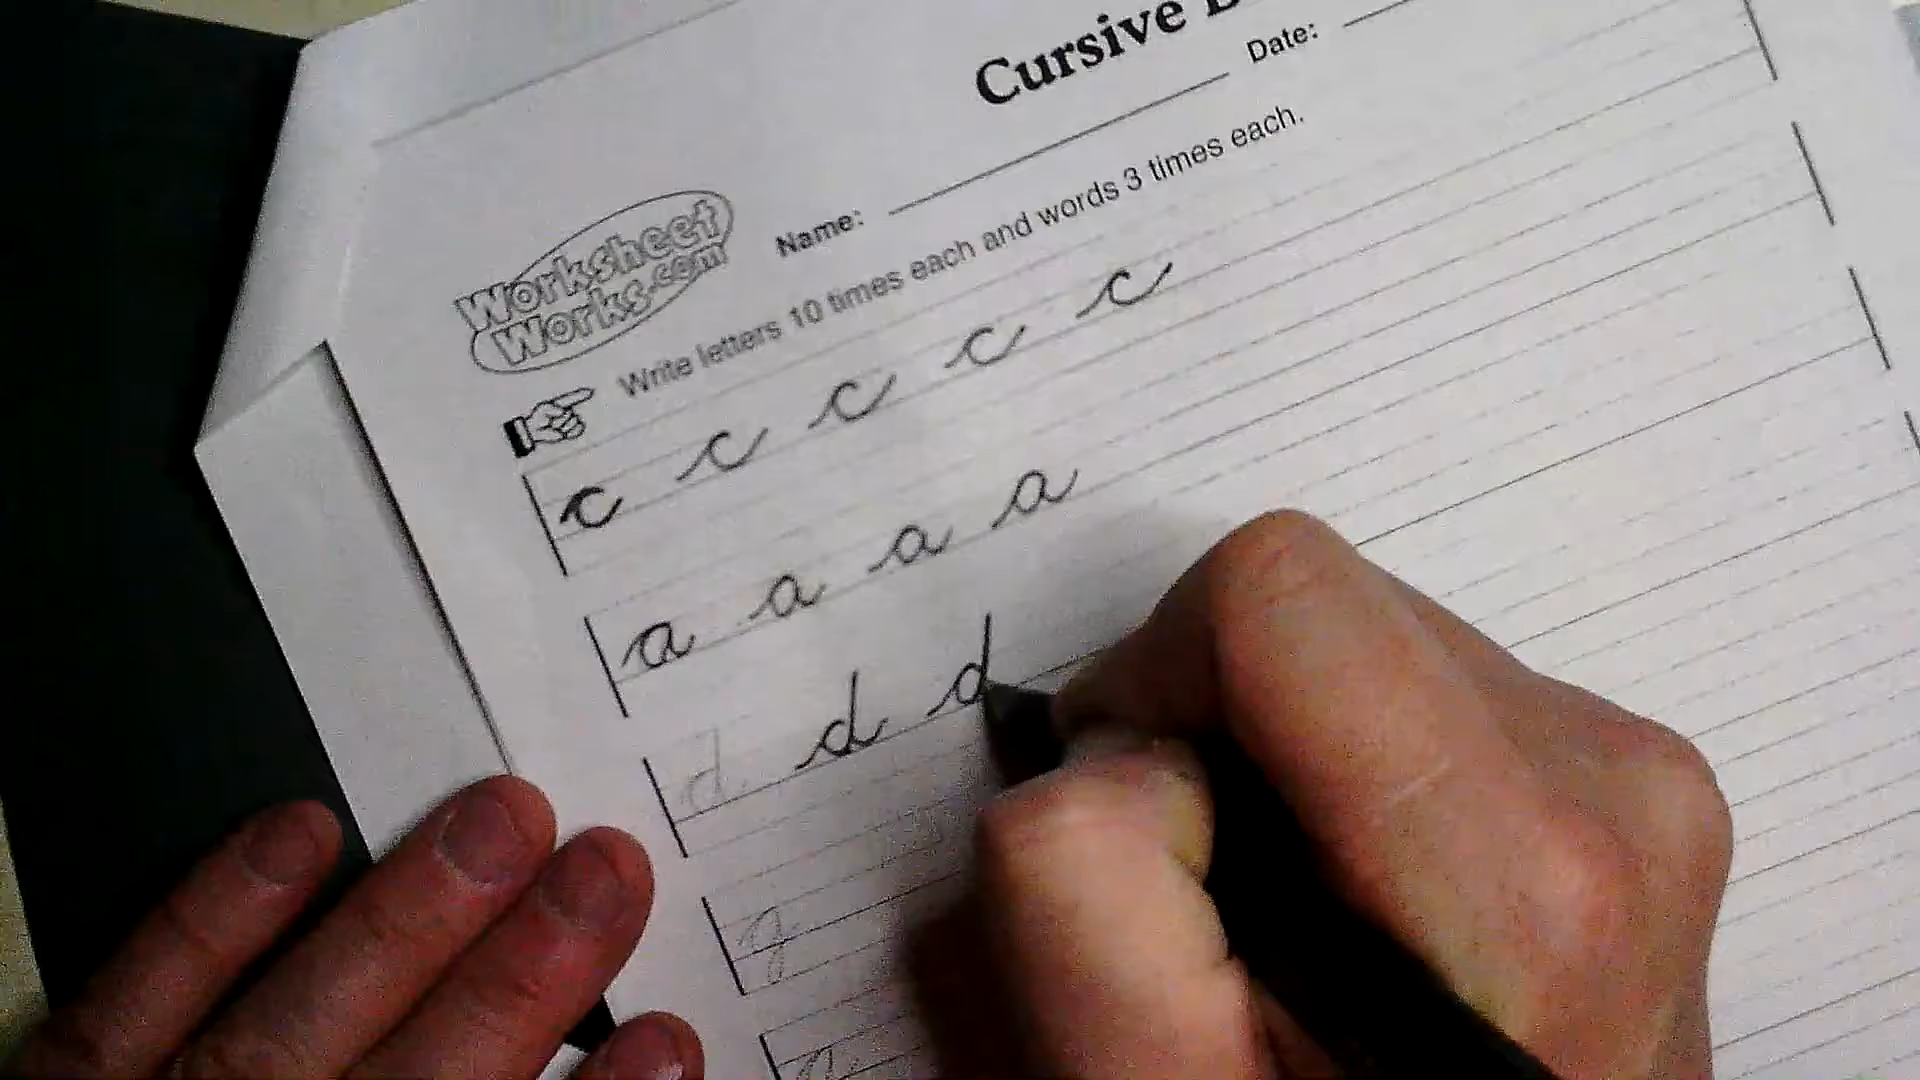 Cursive
Name: Date:
Worksheet
Works.com
Write letters 10 times each and words 3 times each.
c c c c c
a a a a
d d d
g